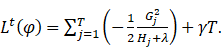 L^t(φ) = ∑_{j=1}^{T} (−\frac{1}{2} \frac{G_j^2}{H_j+λ}) + γT.